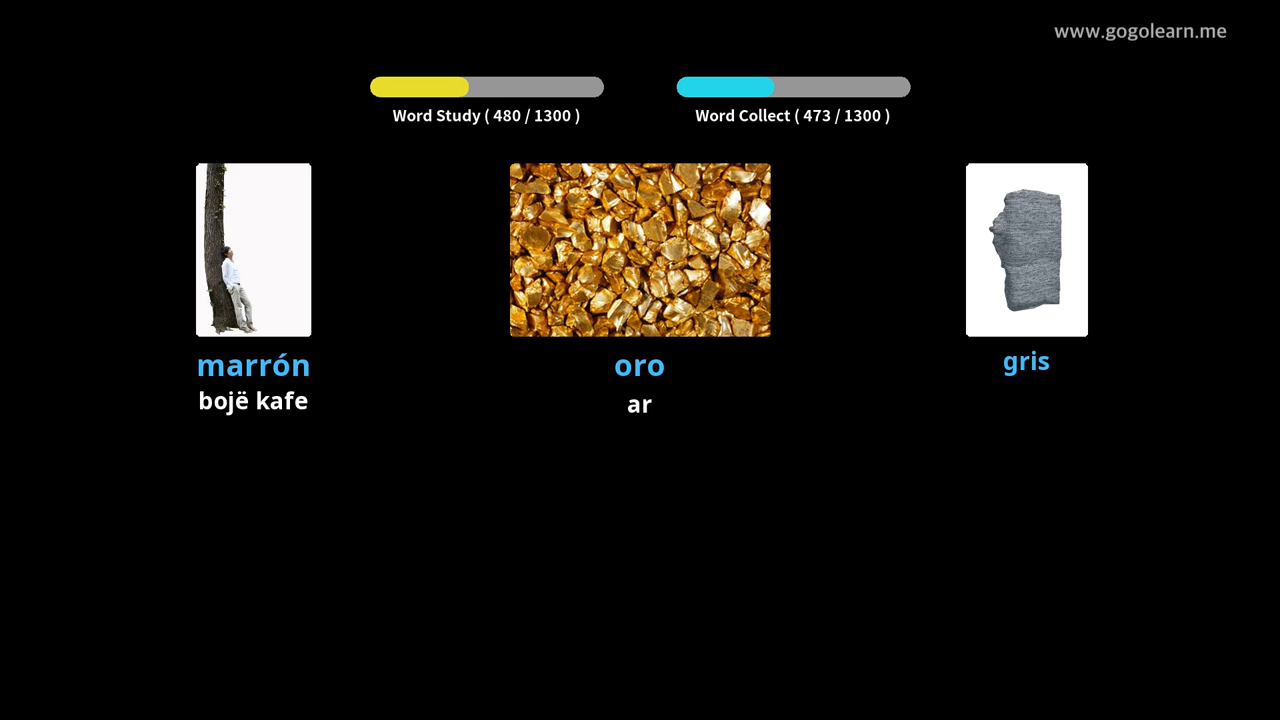 www.gogolearn.me
Word Study ( 480 / 1300 )
Word Collect ( 473 / 1300 )
marrón
bojë kafe
oro
ar
gris